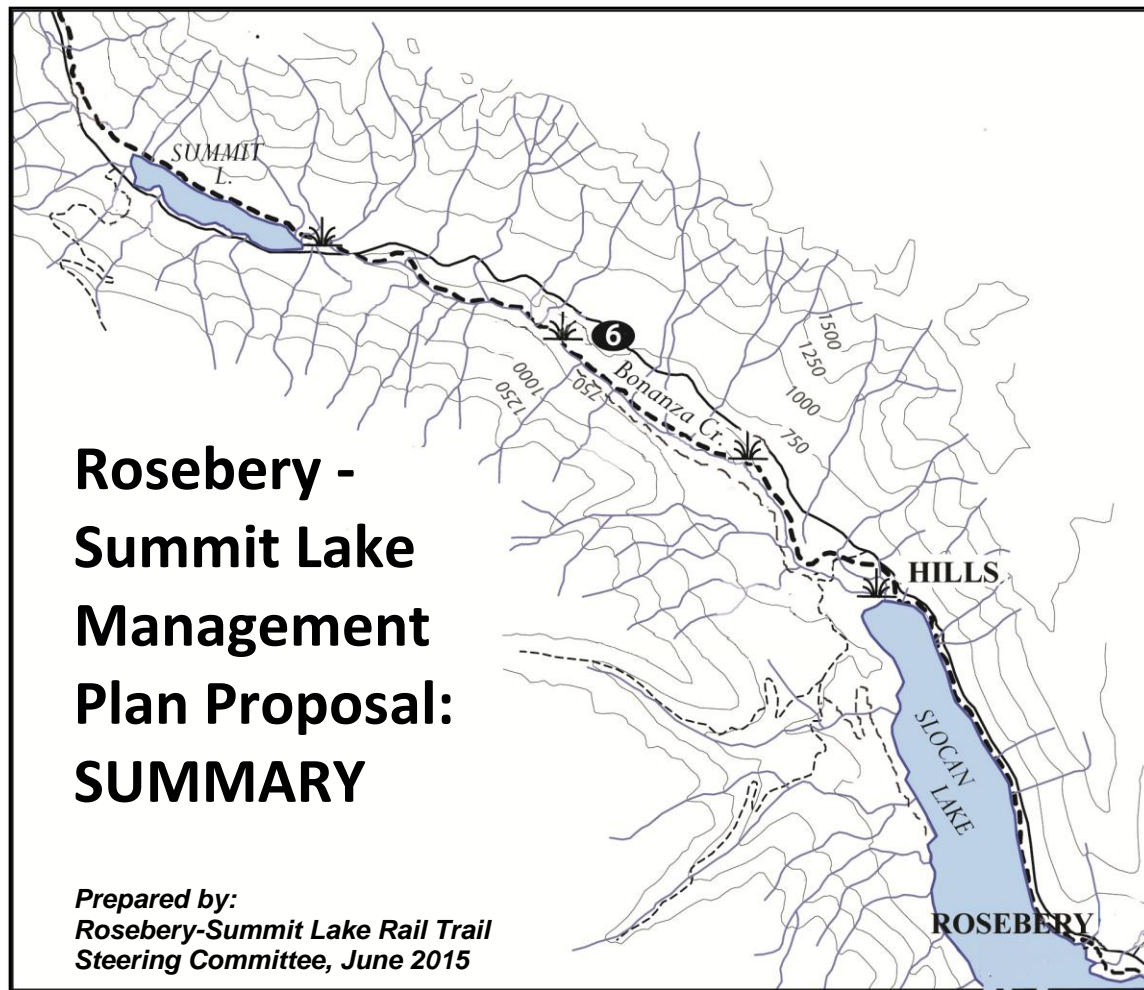 SUMMIT
L.
6
Bonanza Cr.
1500
1250
1000
750
1250
1000
750
HILLS
SLOCAN
LAKE
ROSEBERY
Rosebery -
Summit Lake
Management
Plan Proposal:
SUMMARY
Prepared by:
Rosebery-Summit Lake Rail Trail
Steering Committee, June 2015